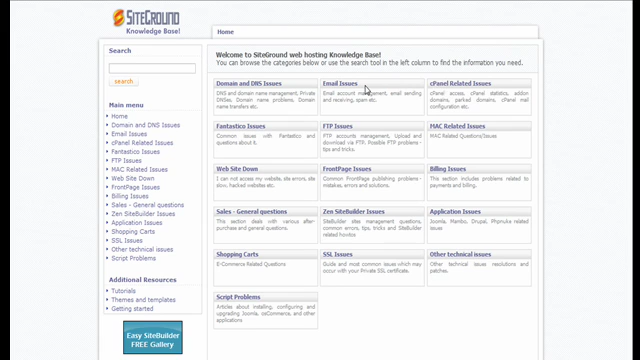 SITEGROUND
Knowledge Base!
Home
Search
search
Main menu
Home
Domain and DNS Issues
Email Issues
cPanel Related Issues
Fantastico Issues
FTP Issues
MAC Related Issues
Web Site Down
FrontPage Issues
Billing Issues
Sales - General questions
Zen SiteBuilder Issues
Application Issues
Shopping Carts
SSL Issues
Other technical issues
Script Problems
Additional Resources
Tutorials
Themes and templates
Getting started
Easy SiteBuilder
FREE Gallery
Welcome to SiteGround web hosting Knowledge Base!
You can browse the categories below or use the search tool in the left column to find the information you need.
Domain and DNS Issues
DNS and domain name management, Private
DNSes. Domain name problems. Domain
name transfers etc.
Email Issues
Email account management, email sending
and receiving, spam etc.
cPanel Related Issues
cPanel access, cPanel statistics, addon
domains, parked domains. cPanel mail
configuration etc.
Fantastico Issues
Common issues with Fantastico and
questions about it.
FTP Issues
FTP accounts management. Upload and
download via FTP. Possible FTP problems -
tips and tricks.
MAC Related Issues
MAC Related Questions/Issues
Web Site Down
I can not access my website, site errors, site
slow, hacked websites etc.
FrontPage Issues
Common FrontPage publishing problems -
mistakes, errors and solutions.
Billing Issues
This section includes problems related to
payments and billing.
Sales - General questions
This section deals with various after-
purchase and general questions.
Zen SiteBuilder Issues
SiteBuilder sites management questions,
common errors, tips, tricks and SiteBuilder
related howtos
Application Issues
Joomla, Mambo, Drupal, Phpnuke related
issues
Shopping Carts
E-Commerce Related Questions
SSL Issues
Guide and most common issues which may
occur with your Private SSL certificate.
Other technical issues
Other technical issues resolutions and
patches.
Script Problems
Articles about installing, configuring and
upgrading Joomla, osCommerce, and other
applications